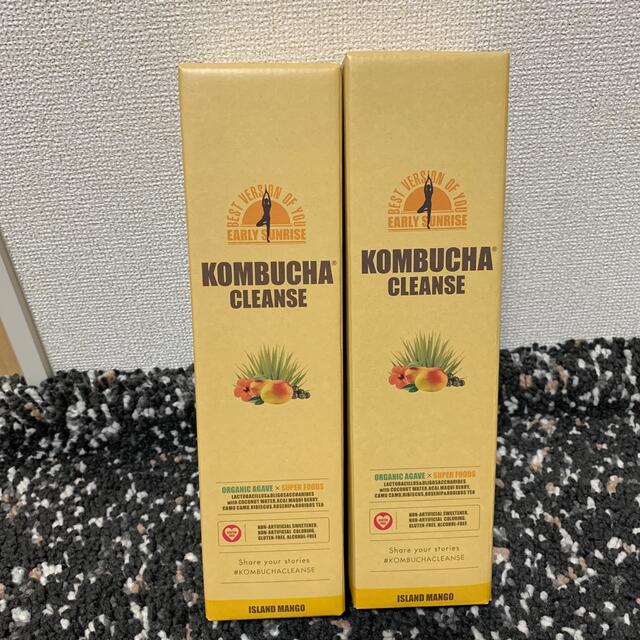 BEST VERSION OF YOU
EARLY SUNRISE
KOMBUCHA®
CLEANSE
ORGANIC AGAVE × SUPER FOODS
LACTOBACILLUS&OLIGOSACCHARIDES
with COCONUT WATER,ACAI,MAQUI BERRY,
CAMU CAMU,HIBISCUS,ROSEHIP&ROOIBOS TEA
NON-ARTIFICIAL SWEETENER,
NON-ARTIFICIAL COLORING,
GLUTEN-FREE, ALCOHOL-FREE
Share your stories
#KOMBUCHACLEANSE
ISLAND MANGO
BEST VERSION OF YOU
EARLY SUNRISE
KOMBUCHA®
CLEANSE
ORGANIC AGAVE × SUPER FOODS
LACTOBACILLUS&OLIGOSACCHARIDES
with COCONUT WATER,ACAI,MAQUI BERRY,
CAMU CAMU,HIBISCUS,ROSEHIP&ROOIBOS TEA
NON-ARTIFICIAL SWEETENER,
NON-ARTIFICIAL COLORING,
GLUTEN-FREE, ALCOHOL-FREE
Share your stories
#KOMBUCHACLEANSE
ISLAND MANGO